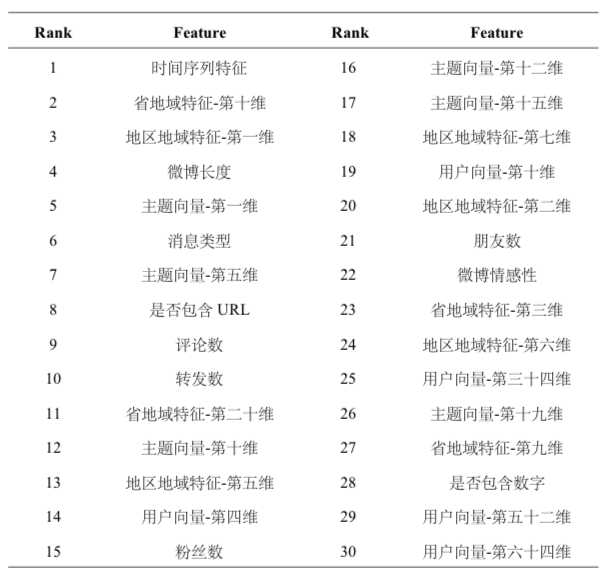 Rank Feature Rank Feature
1 时间序列特征 16 主题向量-第十二维
2 省地域特征-第十维 17 主题向量-第十五维
3 地区地域特征-第一维 18 地区地域特征-第七维
4 微博长度 19 用户向量-第十维
5 主题向量-第一维 20 地区地域特征-第二维
6 消息类型 21 朋友数
7 主题向量-第五维 22 微博情感性
8 是否包含 URL 23 省地域特征-第三维
9 评论数 24 地区地域特征-第六维
10 转发数 25 用户向量-第三十四维
11 省地域特征-第二十维 26 主题向量-第十九维
12 主题向量-第十维 27 省地域特征-第九维
13 地区地域特征-第五维 28 是否包含数字
14 用户向量-第四维 29 用户向量-第五十二维
15 粉丝数 30 用户向量-第六十四维